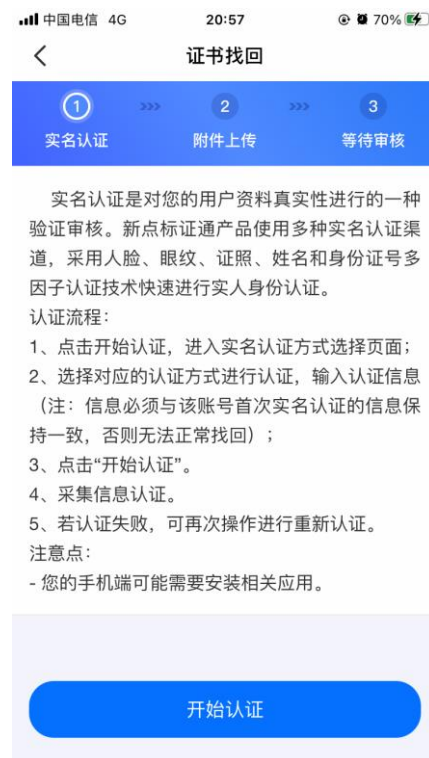 中国电信 4G 20:57 70%
证书找回
1 >>> 2 >>> 3
实名认证 附件上传 等待审核
实名认证是对您的用户资料真实性进行的一种
验证审核。新点标证通产品使用多种实名认证渠
道，采用人脸、眼纹、证照、姓名和身份证号多
因子认证技术快速进行实人身份认证。
认证流程：
1、点击开始认证，进入实名认证方式选择页面；
2、选择对应的认证方式进行认证，输入认证信息
（注：信息必须与该账号首次实名认证的信息保
持一致，否则无法正常找回）；
3、点击“开始认证”。
4、采集信息认证。
5、若认证失败，可再次操作进行重新认证。
注意点：
- 您的手机端可能需要安装相关应用。
开始认证